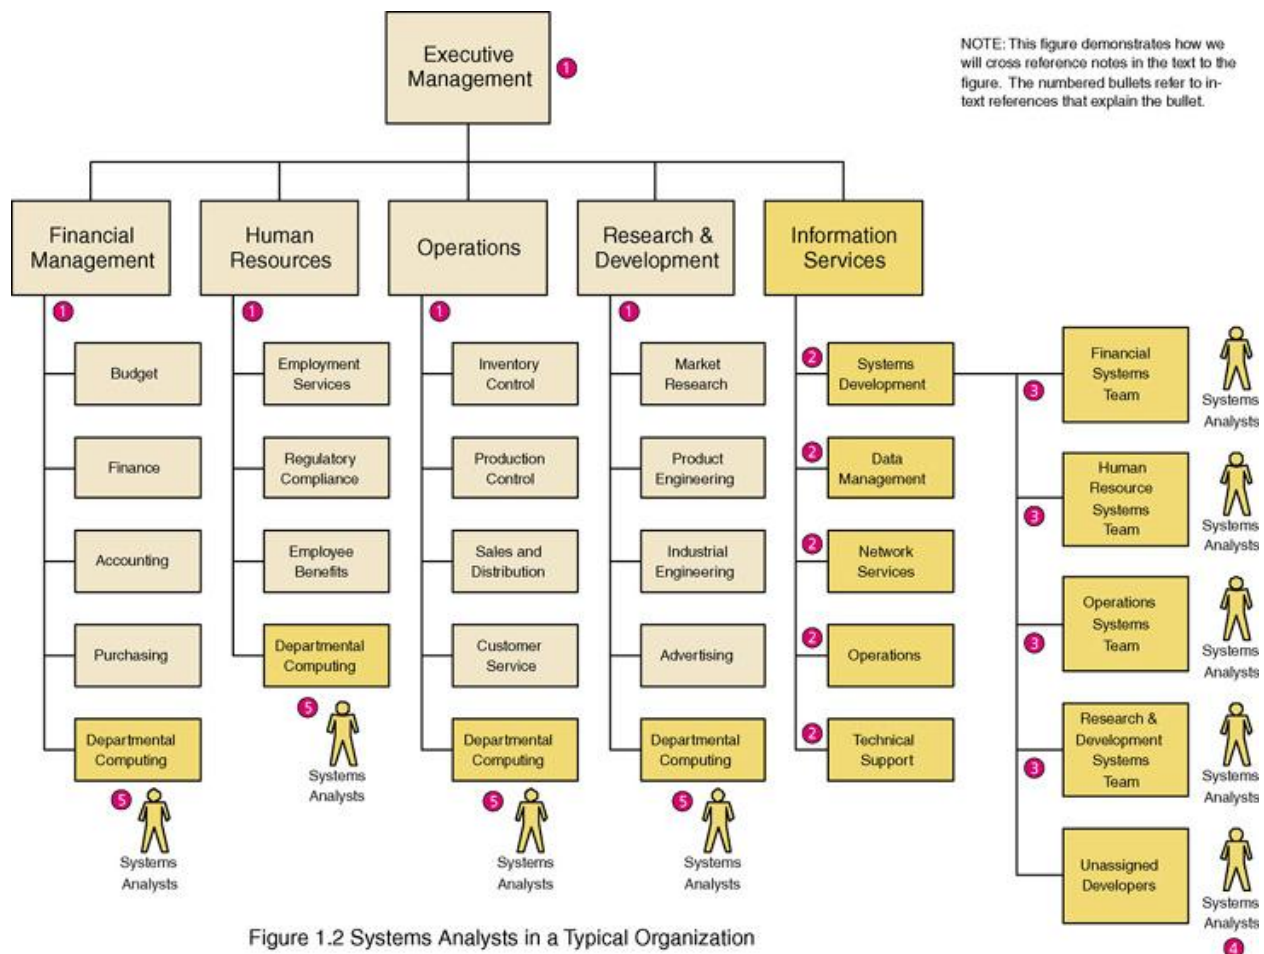 Executive
Management
1
NOTE: This figure demonstrates how we
will cross reference notes in the text to the
figure. The numbered bullets refer to in-
text references that explain the bullet.
Financial
Management
1
Budget
Finance
Accounting
Purchasing
Departmental
Computing
5
Systems
Analysts
Human
Resources
1
Employment
Services
Regulatory
Compliance
Employee
Benefits
Departmental
Computing
5
Systems
Analysts
Operations
1
Inventory
Control
Production
Control
Sales and
Distribution
Customer
Service
Departmental
Computing
5
Systems
Analysts
Research &
Development
1
Market
Research
Product
Engineering
Industrial
Engineering
Advertising
Departmental
Computing
5
Systems
Analysts
Information
Services
2
Systems
Development
2
Data
Management
2
Network
Services
2
Operations
2
Technical
Support
3
Financial
Systems
Team
Systems
Analysts
3
Human
Resource
Systems
Team
Systems
Analysts
3
Operations
Systems
Team
Systems
Analysts
3
Research &
Development
Systems
Team
Systems
Analysts
Unassigned
Developers
Systems
Analysts
4
Figure 1.2 Systems Analysts in a Typical Organization